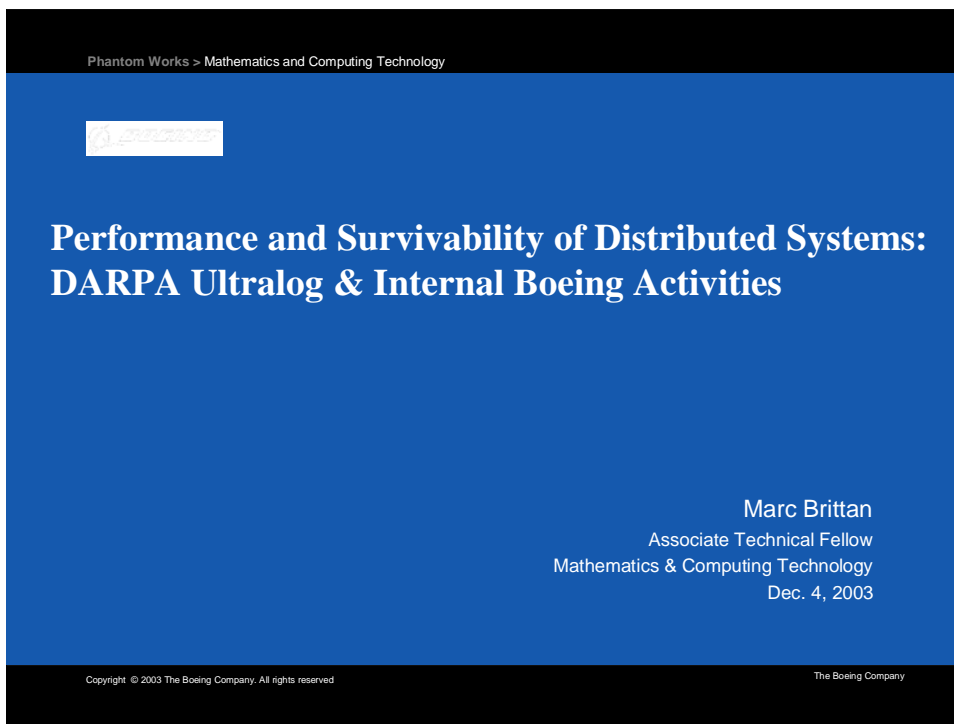 Phantom Works > Mathematics and Computing Technology
BOEING
Performance and Survivability of Distributed Systems:
DARPA Ultralog & Internal Boeing Activities
Marc Brittan
Associate Technical Fellow
Mathematics & Computing Technology
Dec. 4, 2003
Copyright © 2003 The Boeing Company. All rights reserved
The Boeing Company